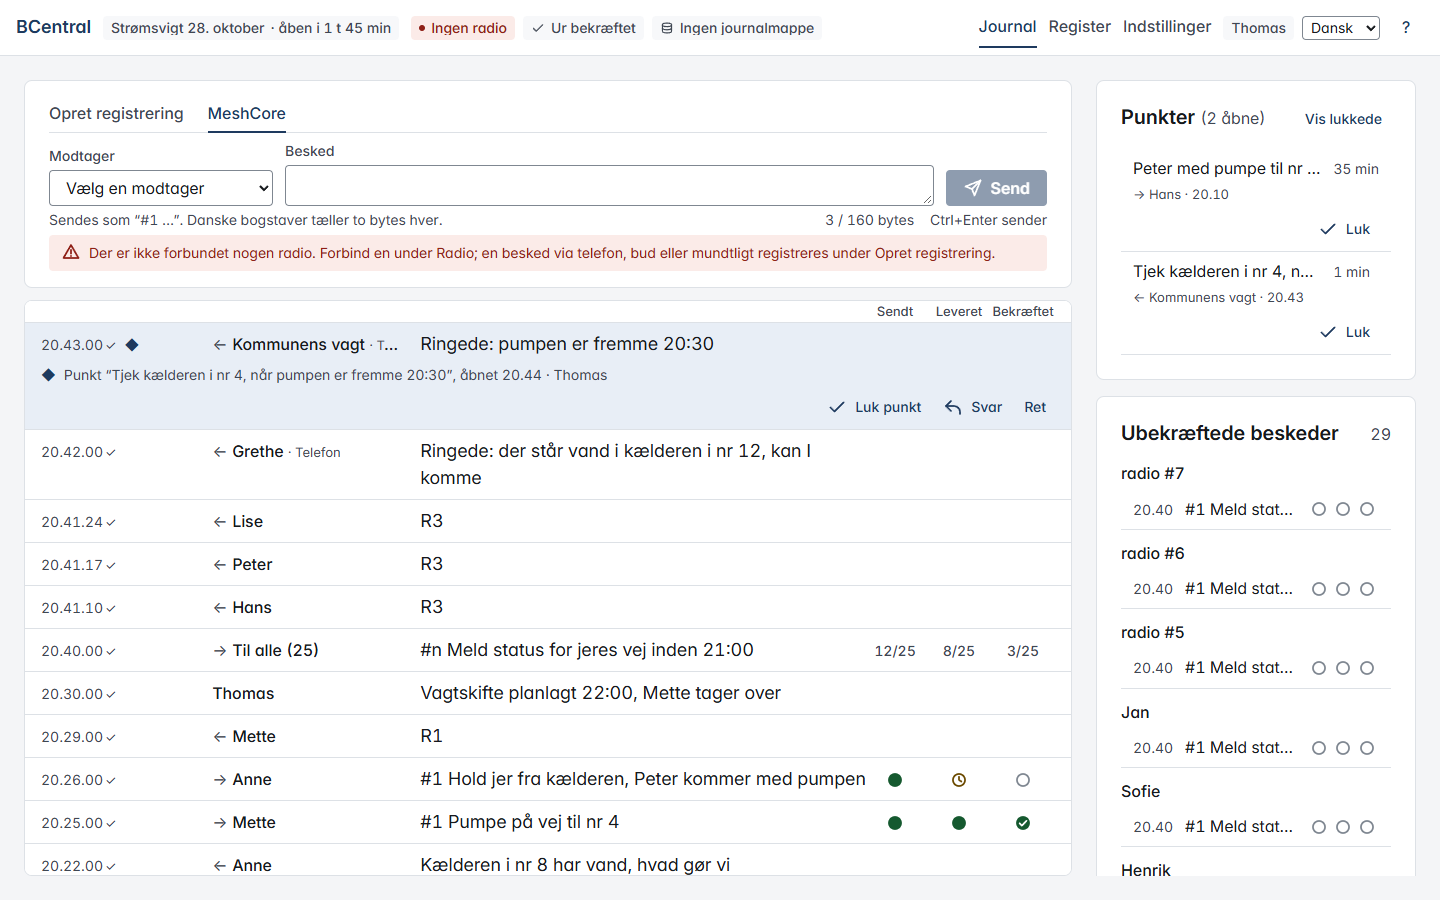 BCentral
Strømsvigt 28. oktober · åben i 1 t 45 min
Ingen radio
Ur bekræftet
Ingen journalmappe
Journal
Register
Indstillinger
Thomas
Dansk
?
Opret registrering
MeshCore
Modtager
Besked
Vælg en modtager
Send
Sendes som “#1 …”. Danske bogstaver tæller to bytes hver.
3 / 160 bytes
Ctrl+Enter sender
Der er ikke forbundet nogen radio. Forbind en under Radio; en besked via telefon, bud eller mundtligt registreres under Opret registrering.
Sendt Leveret Bekræftet
20.43.00 ← Kommunens vagt · T... Ringede: pumpen er fremme 20:30
Punkt “Tjek kælderen i nr 4, når pumpen er fremme 20:30”, åbnet 20.44 · Thomas
Luk punkt Svar Ret
20.42.00 ← Grethe · Telefon Ringede: der står vand i kælderen i nr 12, kan I
komme
20.41.24 ← Lise R3
20.41.17 ← Peter R3
20.41.10 ← Hans R3
20.40.00 → Til alle (25) #n Meld status for jeres vej inden 21:00 12/25 8/25 3/25
20.30.00 Thomas Vagtskifte planlagt 22:00, Mette tager over
20.29.00 ← Mette R1
20.26.00 → Anne #1 Hold jer fra kælderen, Peter kommer med pumpen
20.25.00 → Mette #1 Pumpe på vej til nr 4
20.22.00 ← Anne Kælderen i nr 8 har vand, hvad gør vi
Punkter (2 åbne)
Vis lukkede
Peter med pumpe til nr ... 35 min
→ Hans · 20.10
Luk
Tjek kælderen i nr 4, n... 1 min
← Kommunens vagt · 20.43
Luk
Ubekræftede beskeder 29
radio #7
20.40 #1 Meld stat...
radio #6
20.40 #1 Meld stat...
radio #5
20.40 #1 Meld stat...
Jan
20.40 #1 Meld stat...
Sofie
20.40 #1 Meld stat...
Henrik